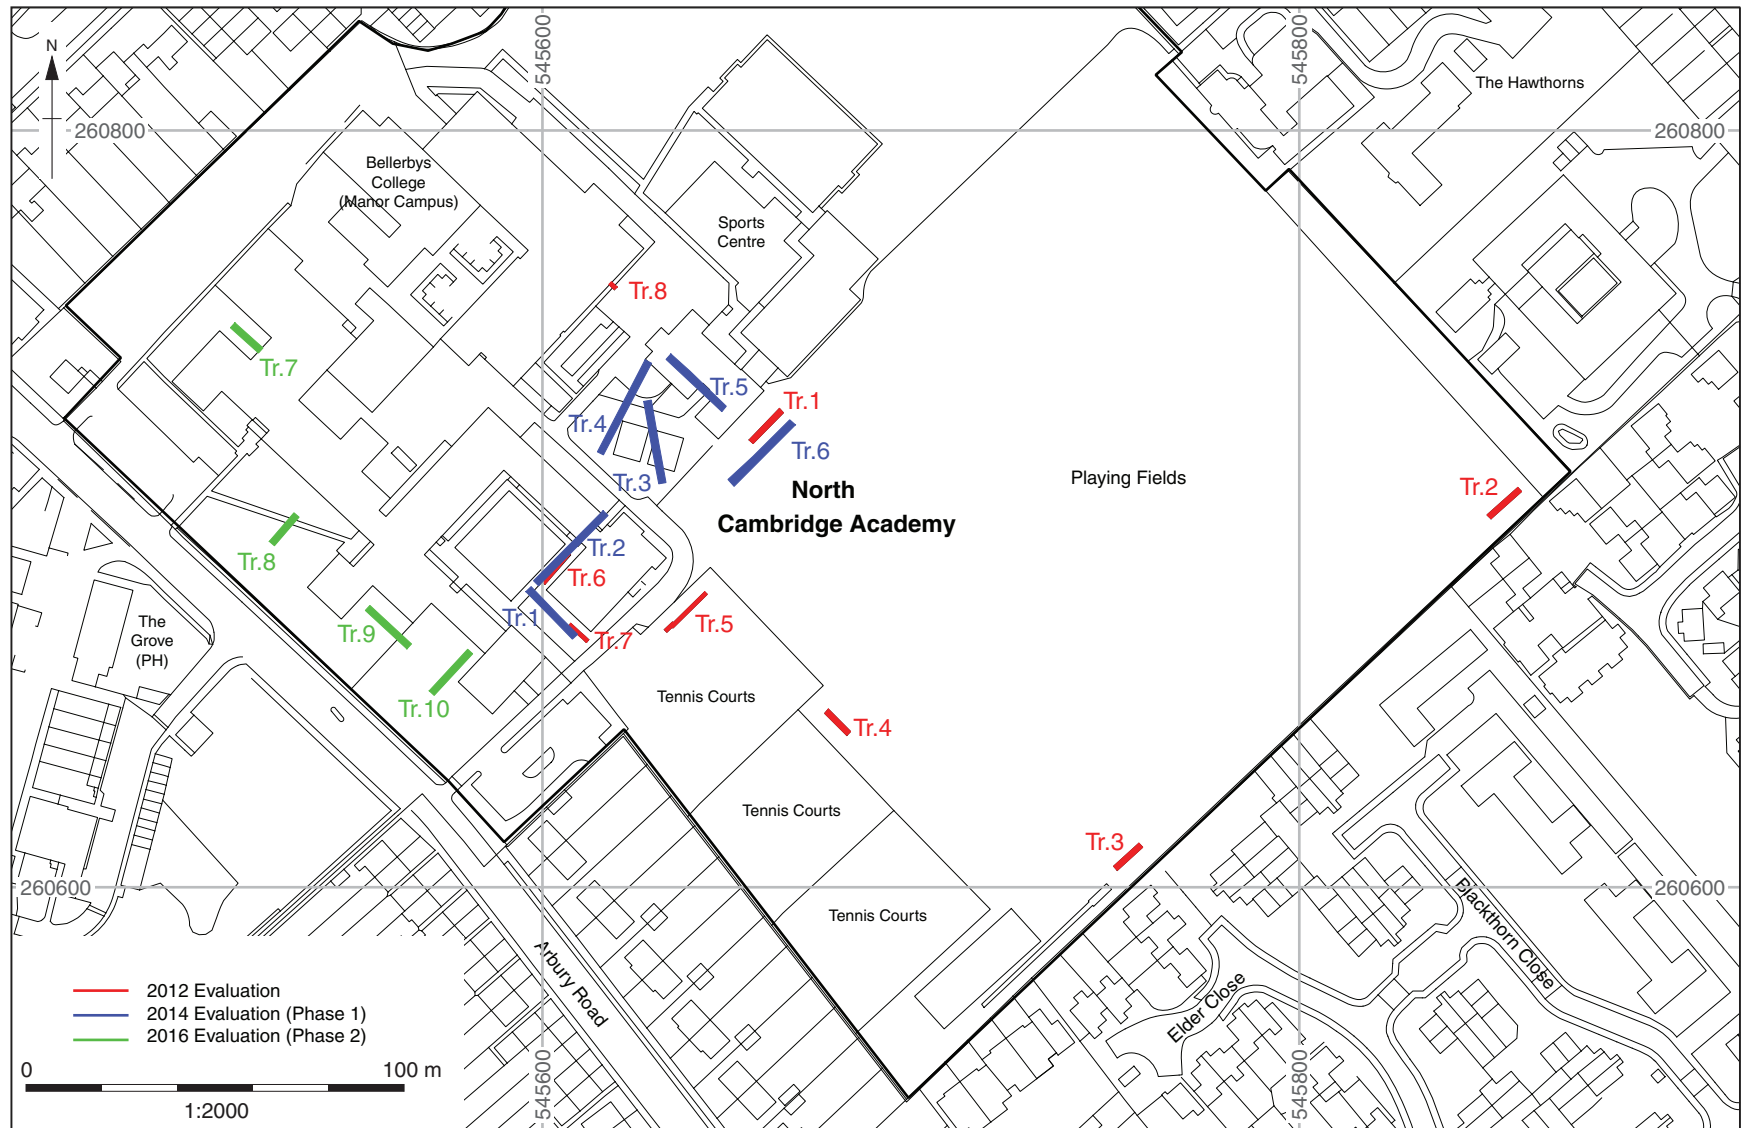 N
545600
545800
The Hawthorns
260800
260800
Bellerbys
College
(Manor Campus)
Sports
Centre
Tr.8
Tr.7
Tr.5
Tr.1
Tr.4
Tr.6
Tr.3
Playing Fields
North
Cambridge Academy
Tr.2
Tr.2
Tr.8
Tr.6
Tr.1
Tr.5
Tr.7
Tr.9
The
Grove
(PH)
Tennis Courts
Tr.10
Tr.4
Tennis Courts
Tr.3
260600
260600
Tennis Courts
Arbury Road
Blackthorn Close
Elder Close
2012 Evaluation
2014 Evaluation (Phase 1)
2016 Evaluation (Phase 2)
0
100 m
1:2000
545600
545800